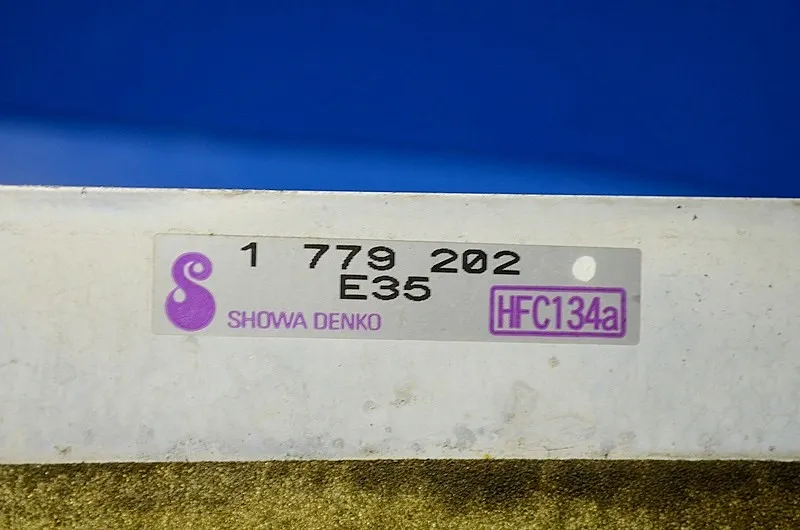 1 779 202
E35
SHOWA DENKO
HFC134a